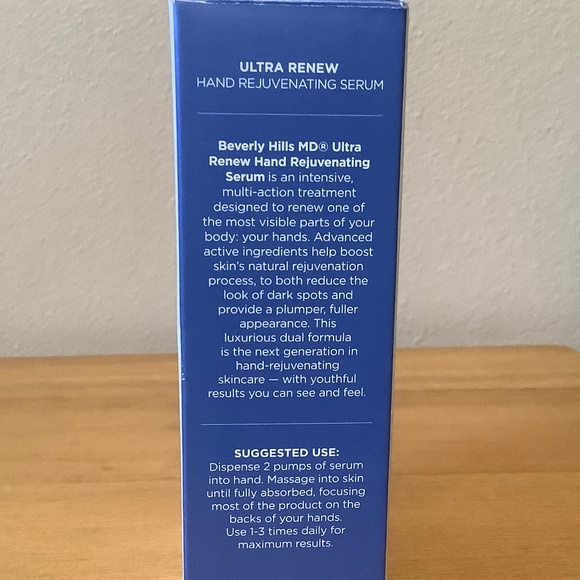 ULTRA RENEW
HAND REJUVENATING SERUM
Beverly Hills MD® Ultra
Renew Hand Rejuvenating
Serum is an intensive,
multi-action treatment
designed to renew one of
the most visible parts of your
body: your hands. Advanced
active ingredients help boost
skin's natural rejuvenation
process, to both reduce the
look of dark spots and
provide a plumper, fuller
appearance. This
luxurious dual formula
is the next generation in
hand-rejuvenating
skincare — with youthful
results you can see and feel.
SUGGESTED USE:
Dispense 2 pumps of serum
into hand. Massage into skin
until fully absorbed, focusing
most of the product on the
backs of your hands.
Use 1-3 times daily for
maximum results.